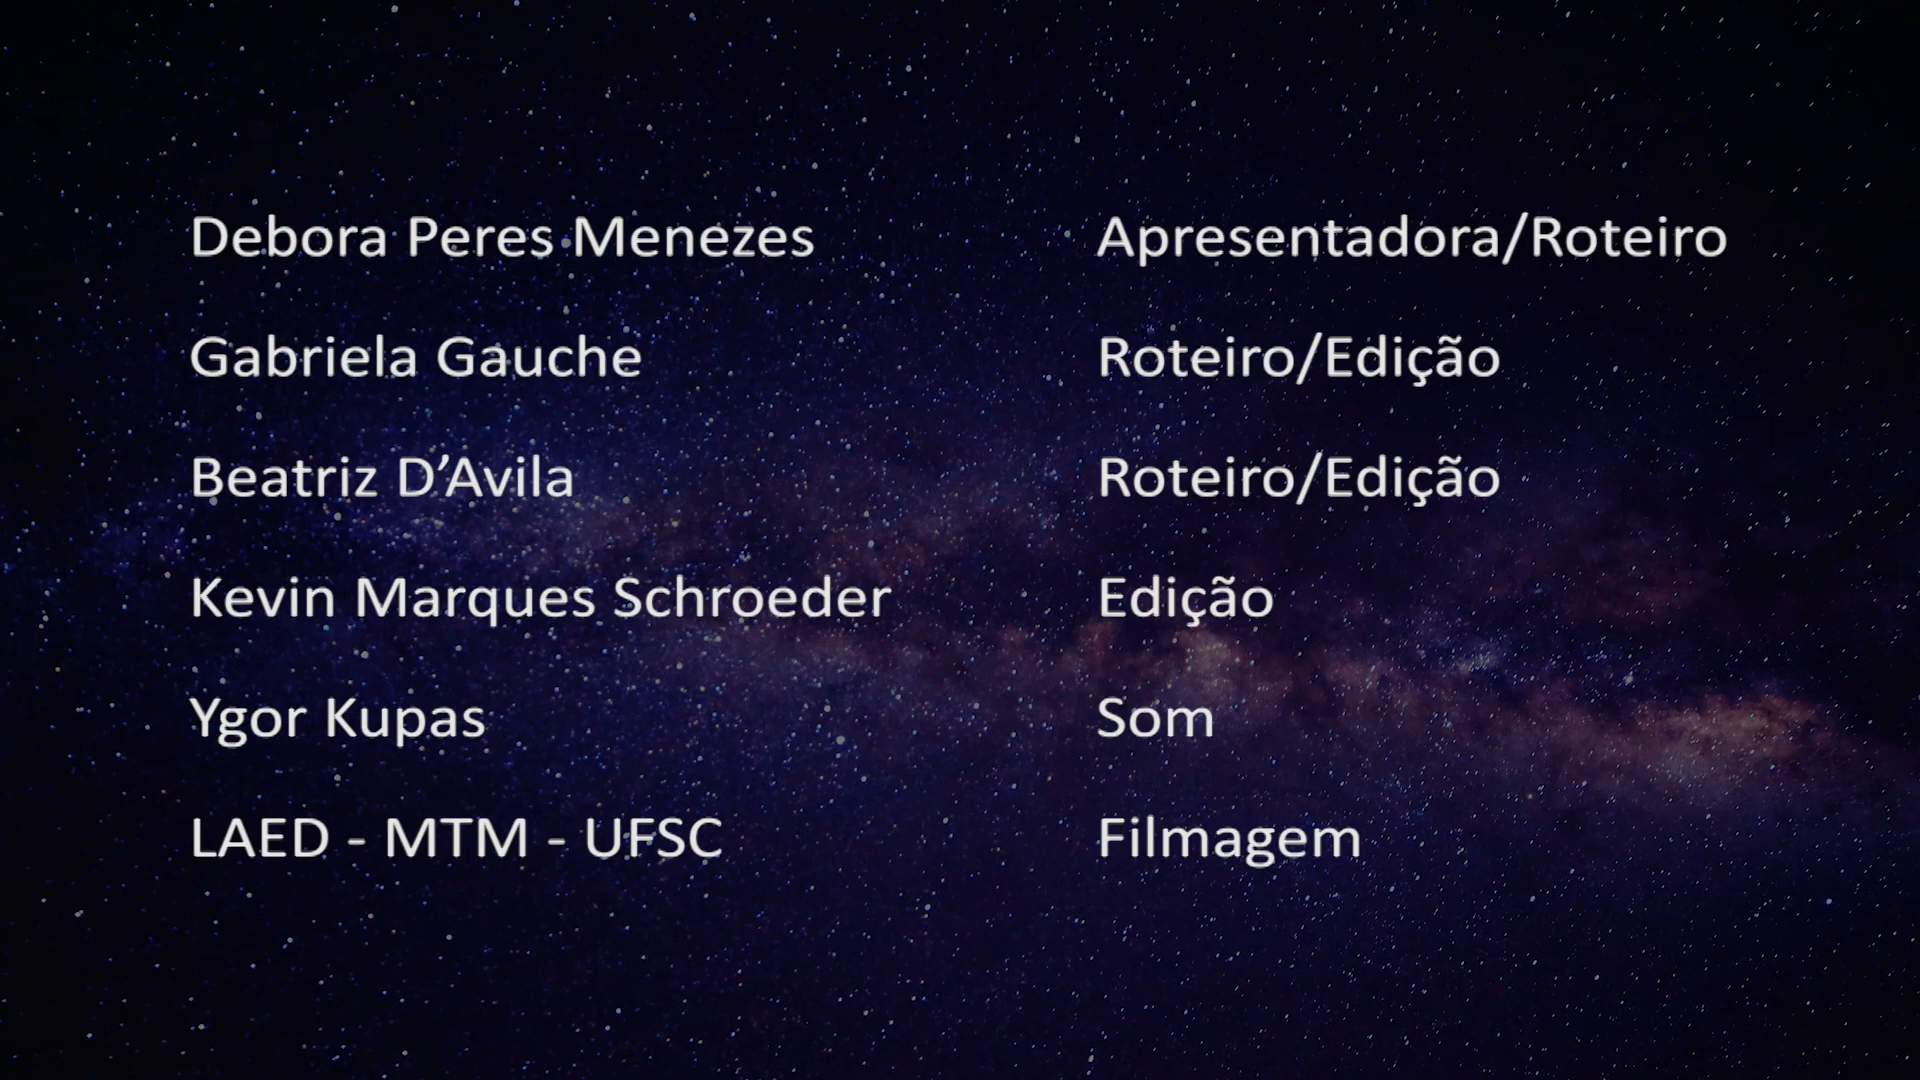 Debora Peres Menezes Apresentadora/Roteiro
Gabriela Gauche Roteiro/Edição
Beatriz D’Avila Roteiro/Edição
Kevin Marques Schroeder Edição
Ygor Kupas Som
LAED - MTM - UFSC Filmagem